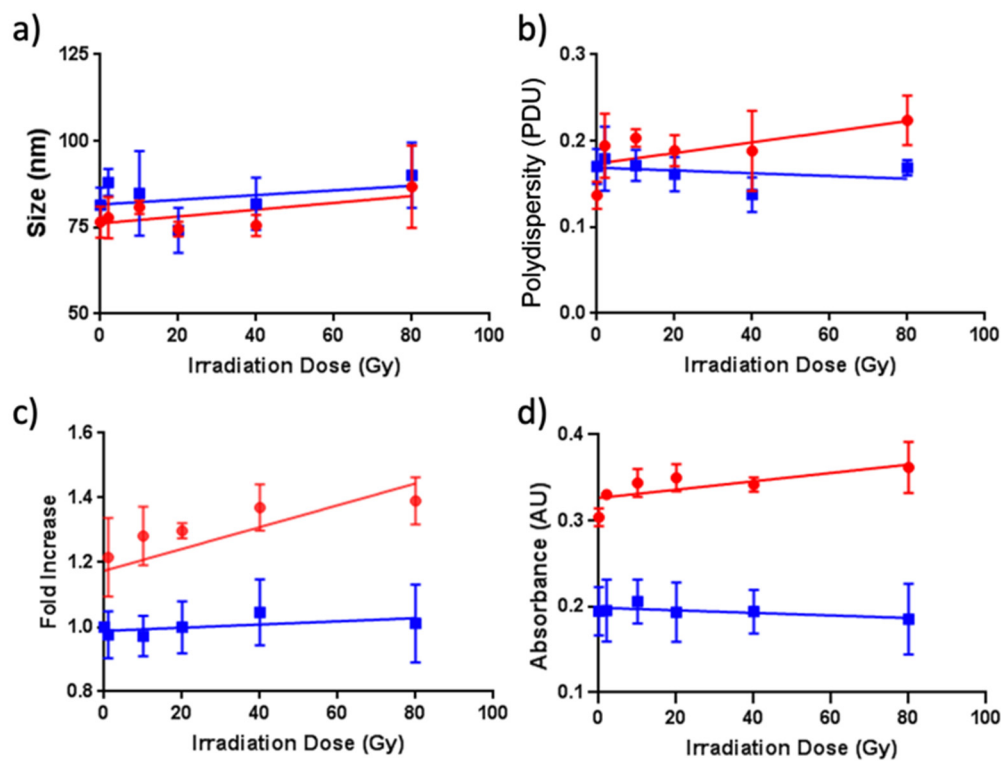 a)
Size (nm)
125
100
75
50
0 20 40 60 80 100
Irradiation Dose (Gy)
b)
Polydispersity (PDU)
0.3
0.2
0.1
0.0
0 20 40 60 80 100
Irradiation Dose (Gy)
c)
Fold Increase
1.6
1.4
1.2
1.0
0.8
0 20 40 60 80 100
Irradiation Dose (Gy)
d)
Absorbance (AU)
0.4
0.3
0.2
0.1
0 20 40 60 80 100
Irradiation Dose (Gy)